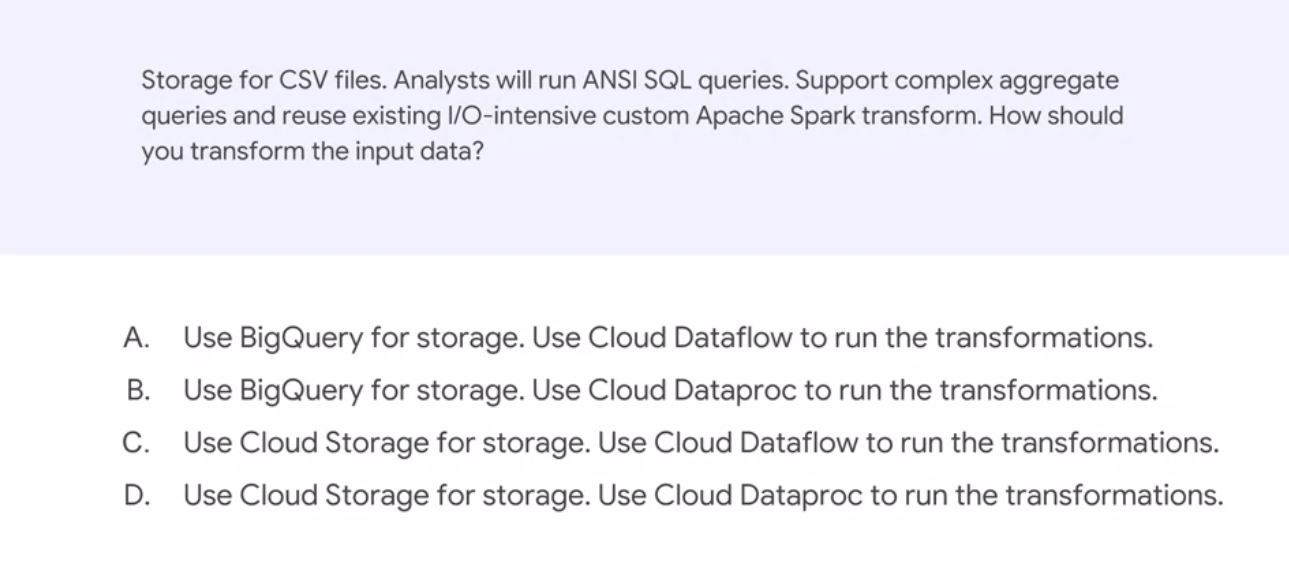 Storage for CSV files. Analysts will run ANSI SQL queries. Support complex aggregate
queries and reuse existing I/O-intensive custom Apache Spark transform. How should
you transform the input data?
A. Use BigQuery for storage. Use Cloud Dataflow to run the transformations.
B. Use BigQuery for storage. Use Cloud Dataproc to run the transformations.
C. Use Cloud Storage for storage. Use Cloud Dataflow to run the transformations.
D. Use Cloud Storage for storage. Use Cloud Dataproc to run the transformations.